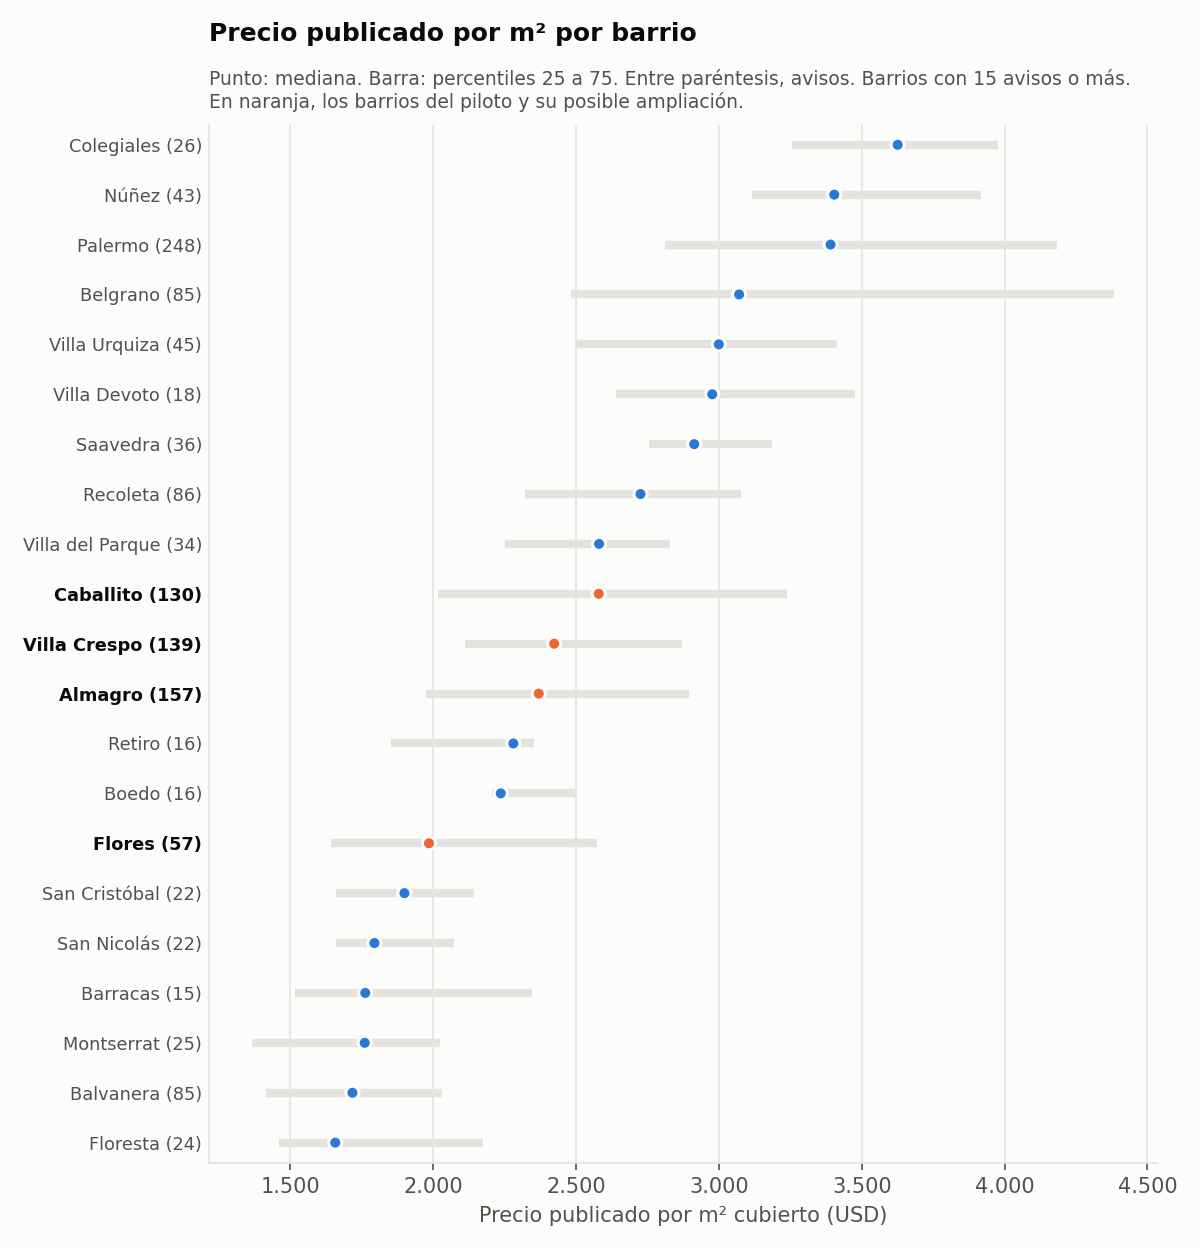 Precio publicado por m² por barrio
Punto: mediana. Barra: percentiles 25 a 75. Entre paréntesis, avisos. Barrios con 15 avisos o más.
En naranja, los barrios del piloto y su posible ampliación.
Colegiales (26)
Núñez (43)
Palermo (248)
Belgrano (85)
Villa Urquiza (45)
Villa Devoto (18)
Saavedra (36)
Recoleta (86)
Villa del Parque (34)
Caballito (130)
Villa Crespo (139)
Almagro (157)
Retiro (16)
Boedo (16)
Flores (57)
San Cristóbal (22)
San Nicolás (22)
Barracas (15)
Montserrat (25)
Balvanera (85)
Floresta (24)
1.500 2.000 2.500 3.000 3.500 4.000 4.500
Precio publicado por m² cubierto (USD)